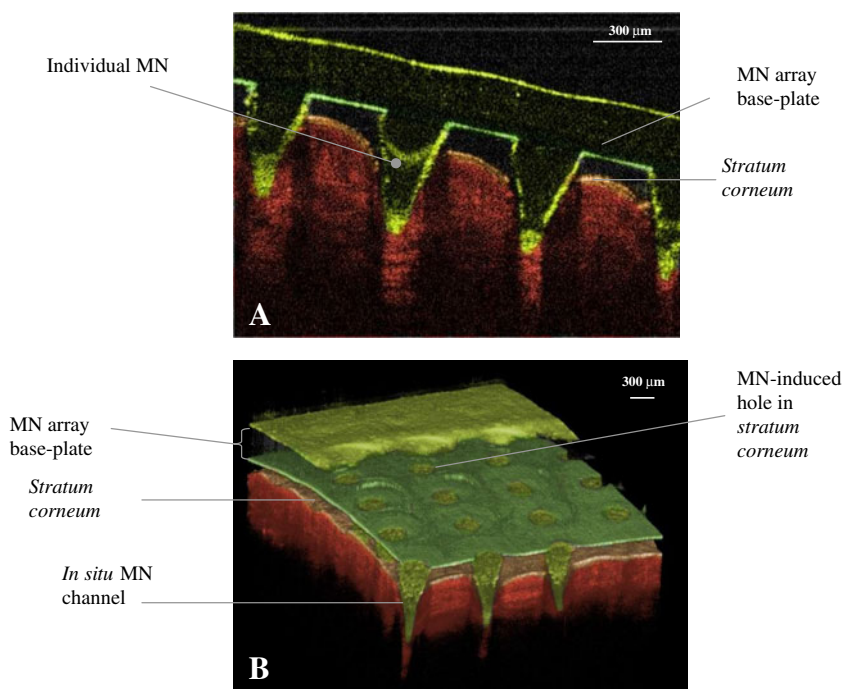 300 µm
Individual MN
MN array
base-plate
Stratum
corneum
A
300 µm
MN-induced
hole in
stratum
corneum
MN array
base-plate
Stratum
corneum
In situ MN
channel
B